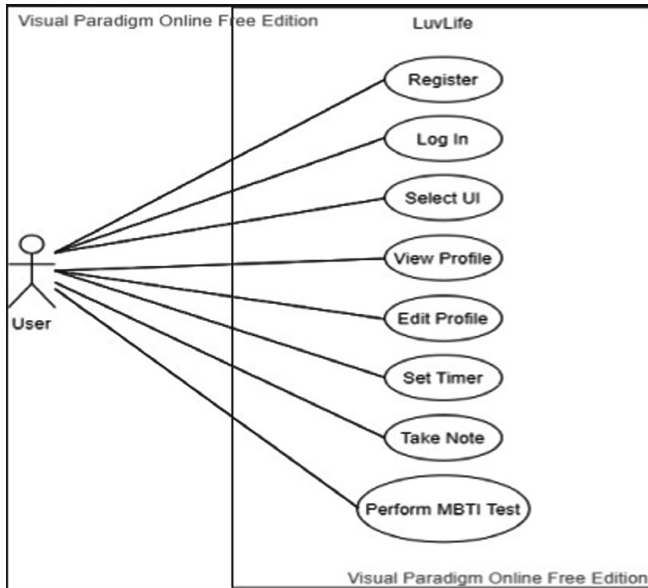 Visual Paradigm Online Free Edition
LuvLife
Register
Log In
Select UI
View Profile
User
Edit Profile
Set Timer
Take Note
Perform MBTI Test
Visual Paradigm Online Free Edition